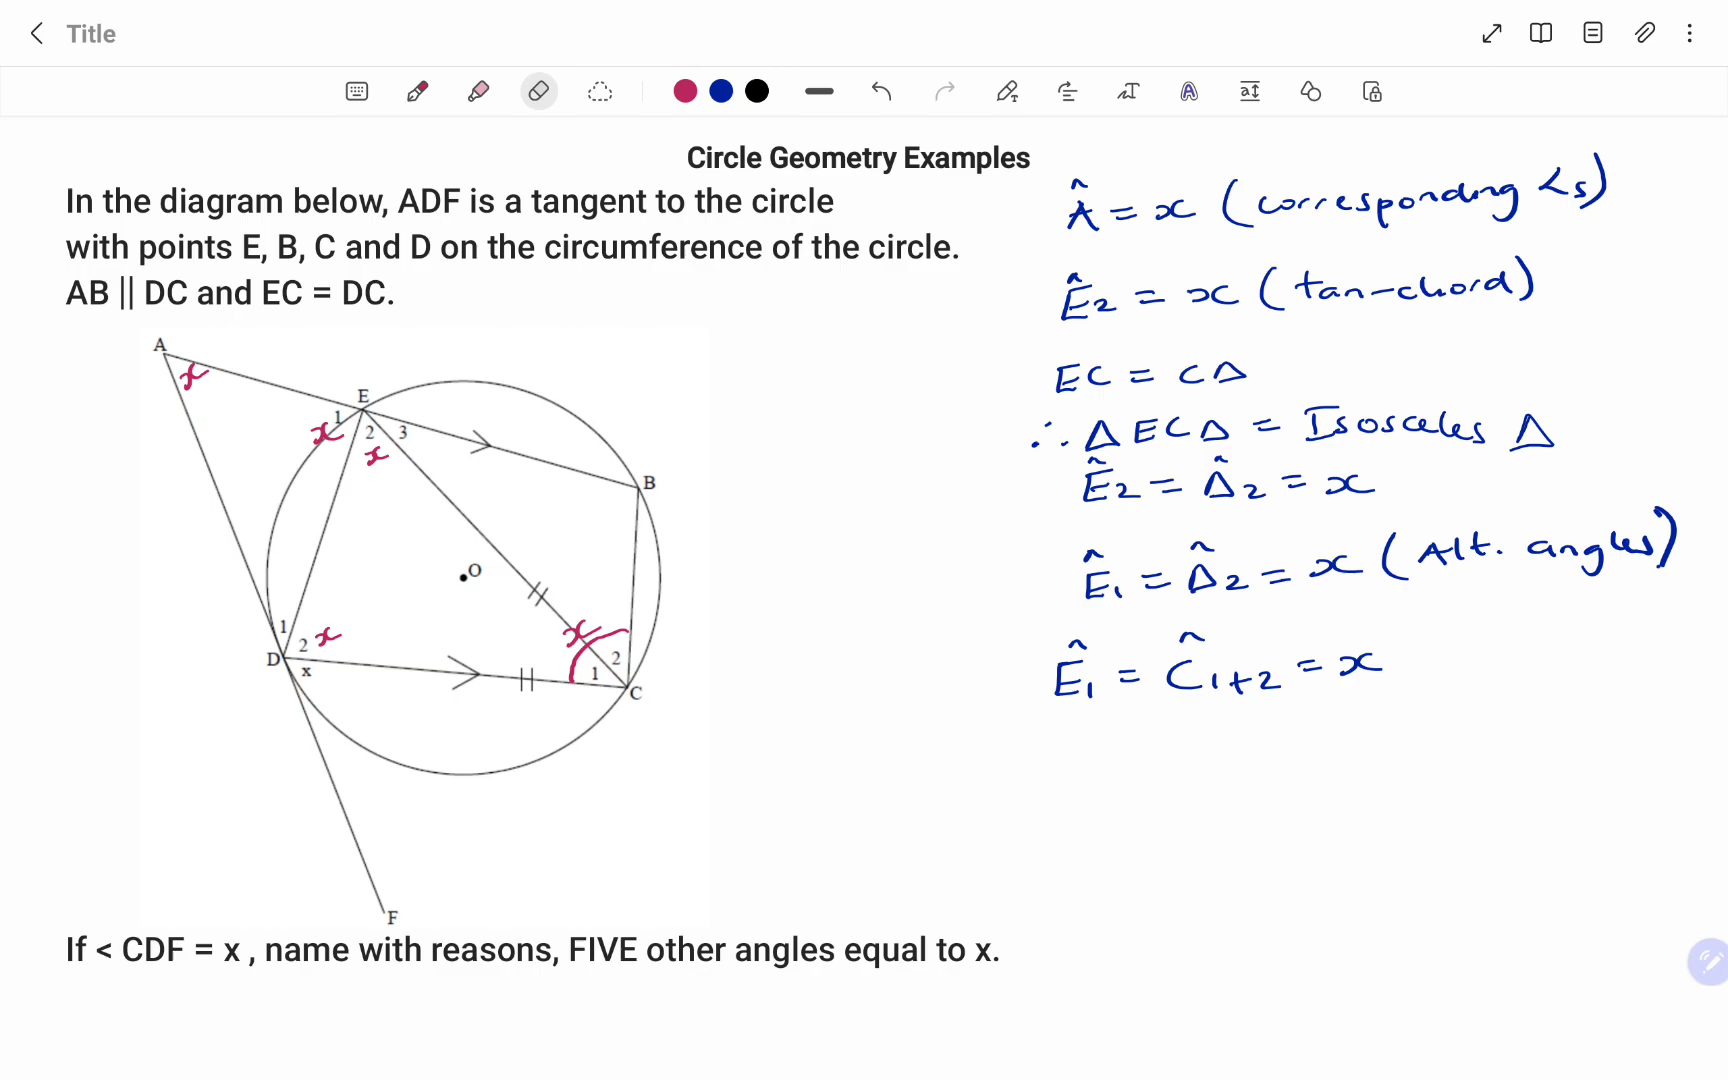 Title
Circle Geometry Examples
In the diagram below, ADF is a tangent to the circle
with points E, B, C and D on the circumference of the circle.
AB || DC and EC = DC.
A
x
E
1
2
3
x
x
B
O
1
2
x
D
x
x
2
1
C
F
If < CDF = x , name with reasons, FIVE other angles equal to x.
Â = x (corresponding <s)
Ê2 = x (tan-chord)
EC = CD
∴ Δ ECD = Isosceles Δ
Ê2 = D̂2 = x
Ê1 = D̂2 = x (Alt. angles)
Ê1 = Ĉ1+2 = x